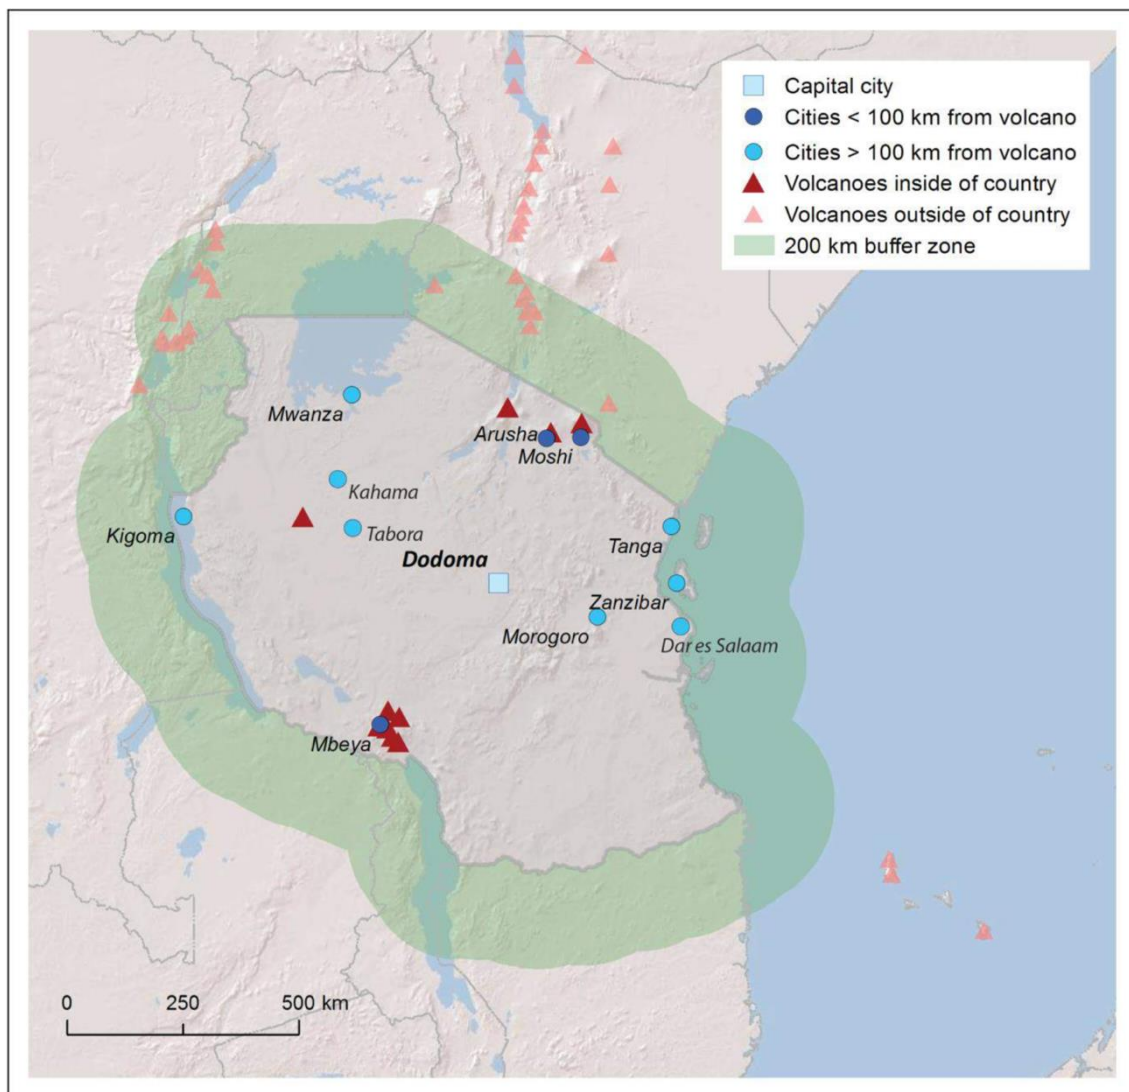 Capital city
Cities < 100 km from volcano
Cities > 100 km from volcano
Volcanoes inside of country
Volcanoes outside of country
200 km buffer zone
Mwanza
Arusha
Moshi
Kahama
Kigoma
Tabora
Tanga
Dodoma
Zanzibar
Morogoro
Dar es Salaam
Mbeya
0 250 500 km